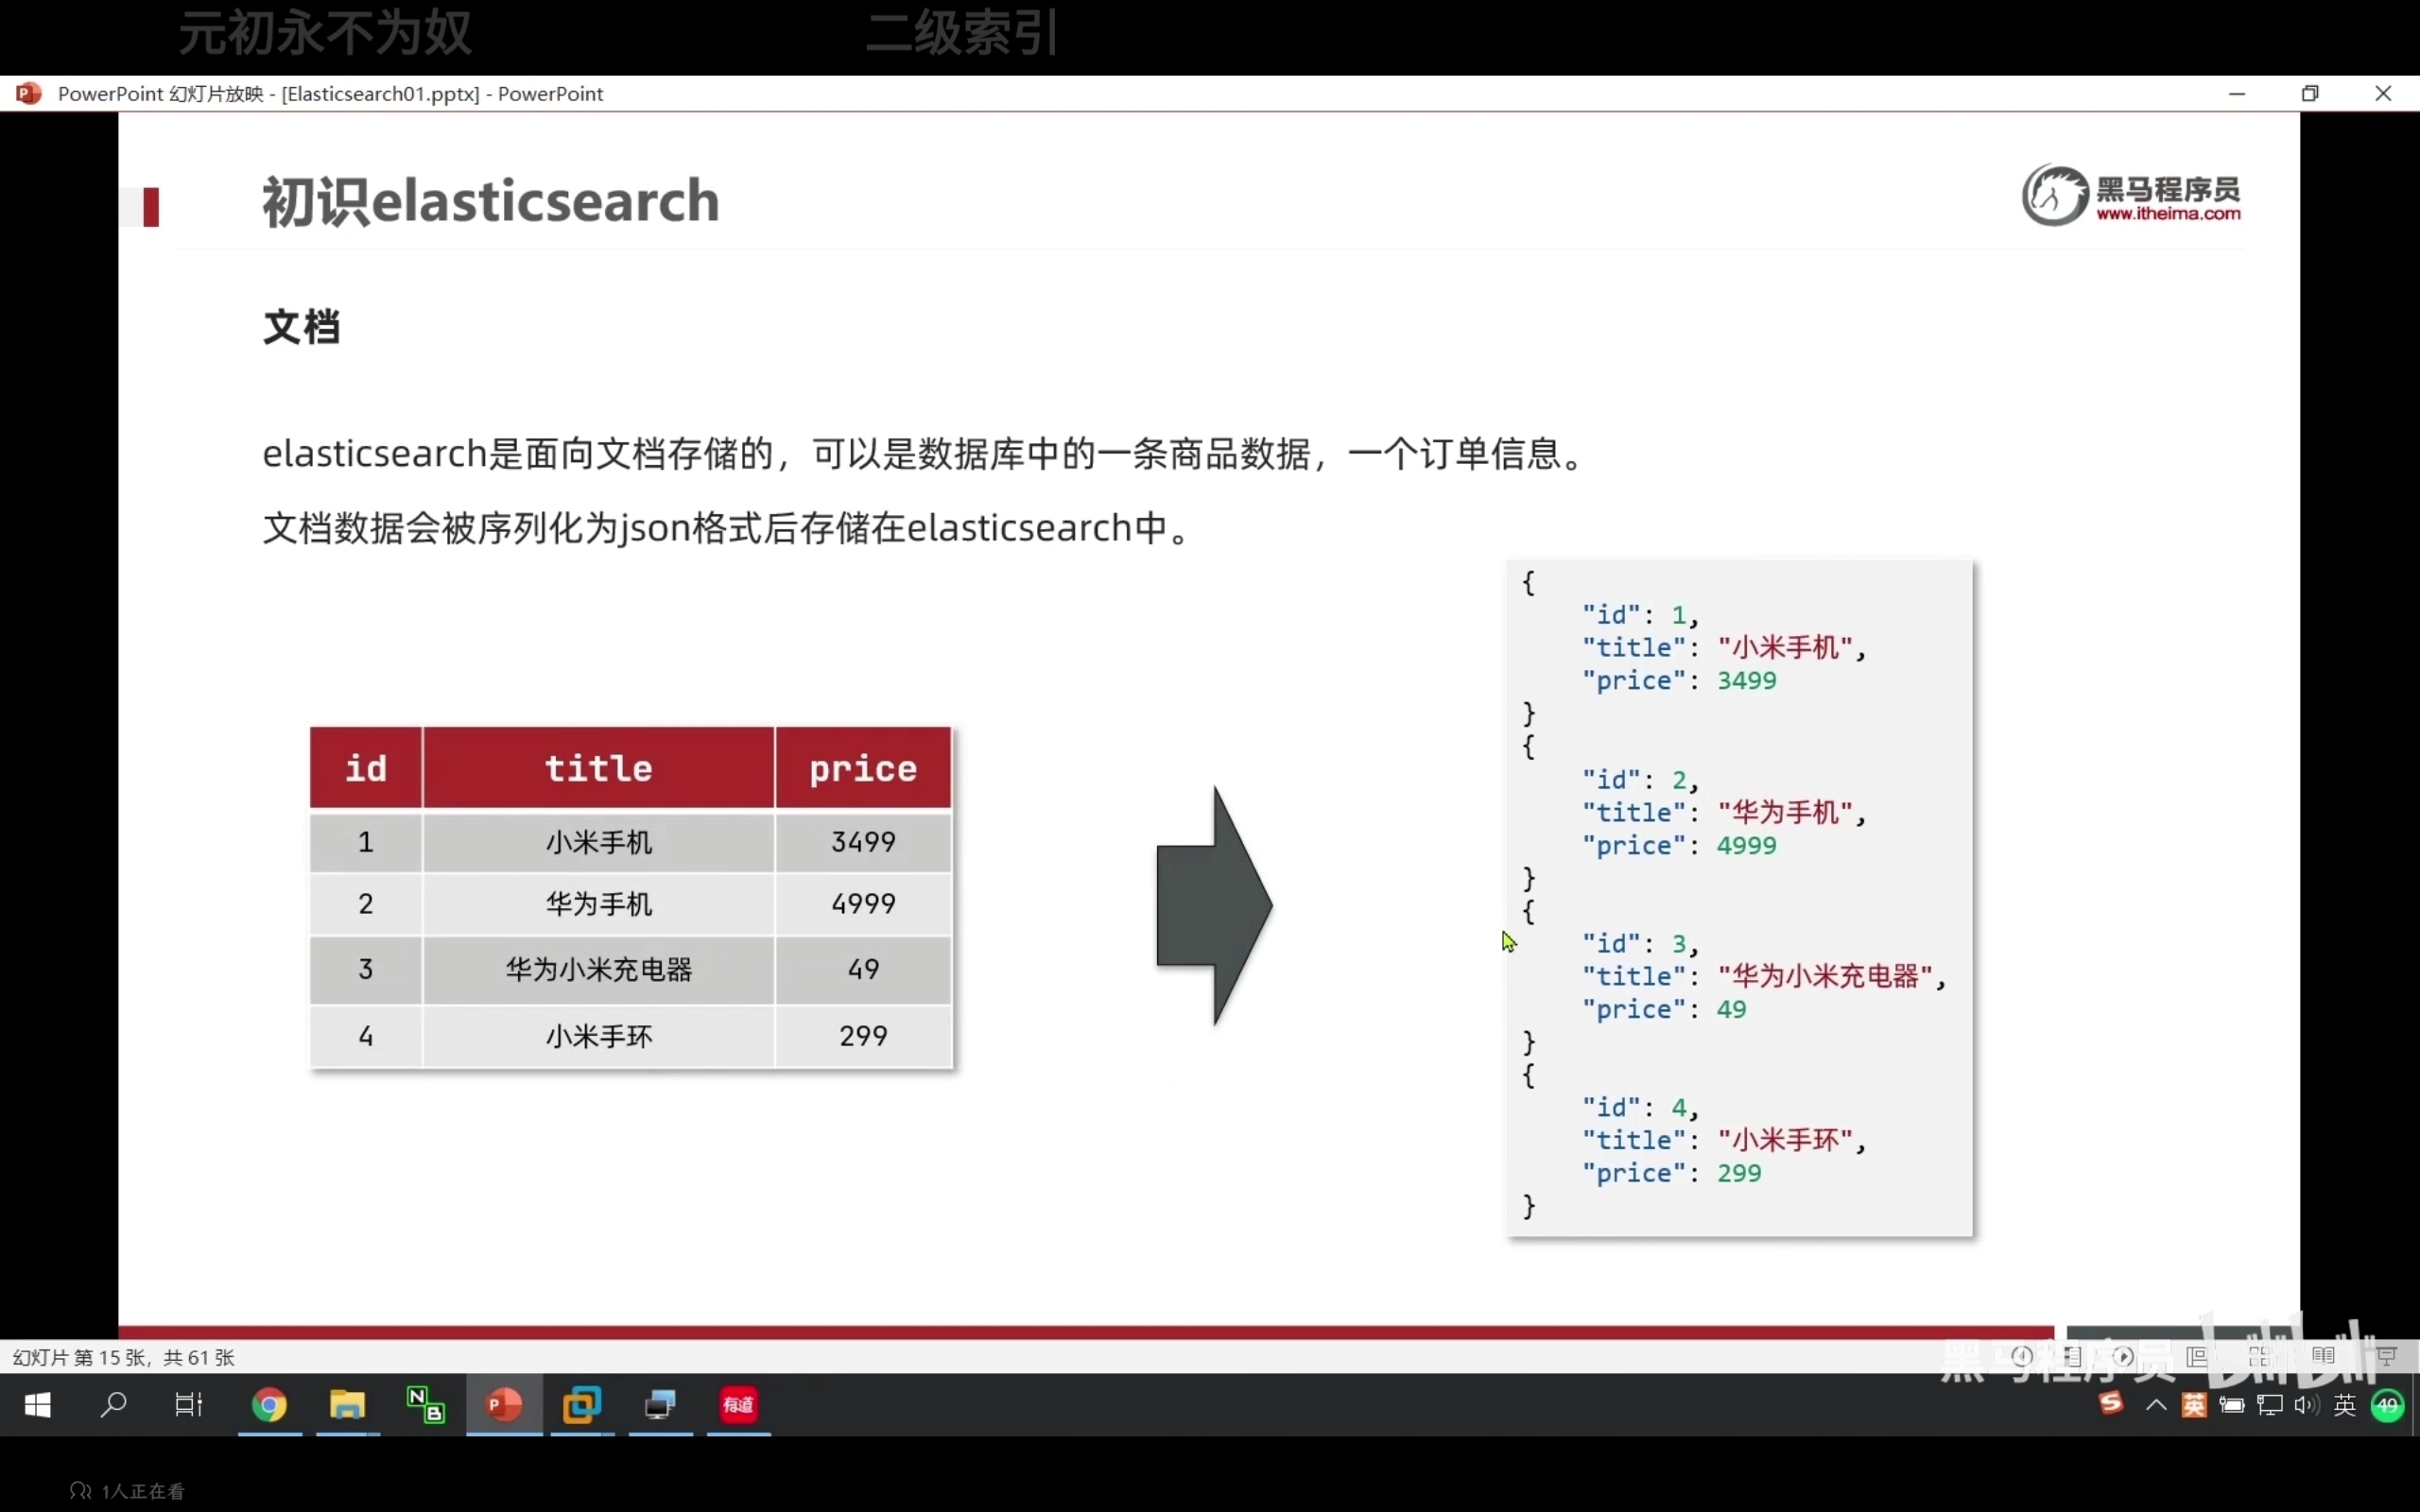 元初永不为奴 二级索引
PowerPoint 幻灯片放映 - [Elasticsearch01.pptx] - PowerPoint
初识elasticsearch
黑马程序员
www.itheima.com
文档
elasticsearch是面向文档存储的，可以是数据库中的一条商品数据，一个订单信息。
文档数据会被序列化为json格式后存储在elasticsearch中。
id title price
1 小米手机 3499
2 华为手机 4999
3 华为小米充电器 49
4 小米手环 299
{
"id": 1,
"title": "小米手机",
"price": 3499
}
{
"id": 2,
"title": "华为手机",
"price": 4999
}
{
"id": 3,
"title": "华为小米充电器",
"price": 49
}
{
"id": 4,
"title": "小米手环",
"price": 299
}
幻灯片 第 15 张，共 61 张
黑马程序员 bilibili
N B P 有道 S 英 英 49
1人正在看